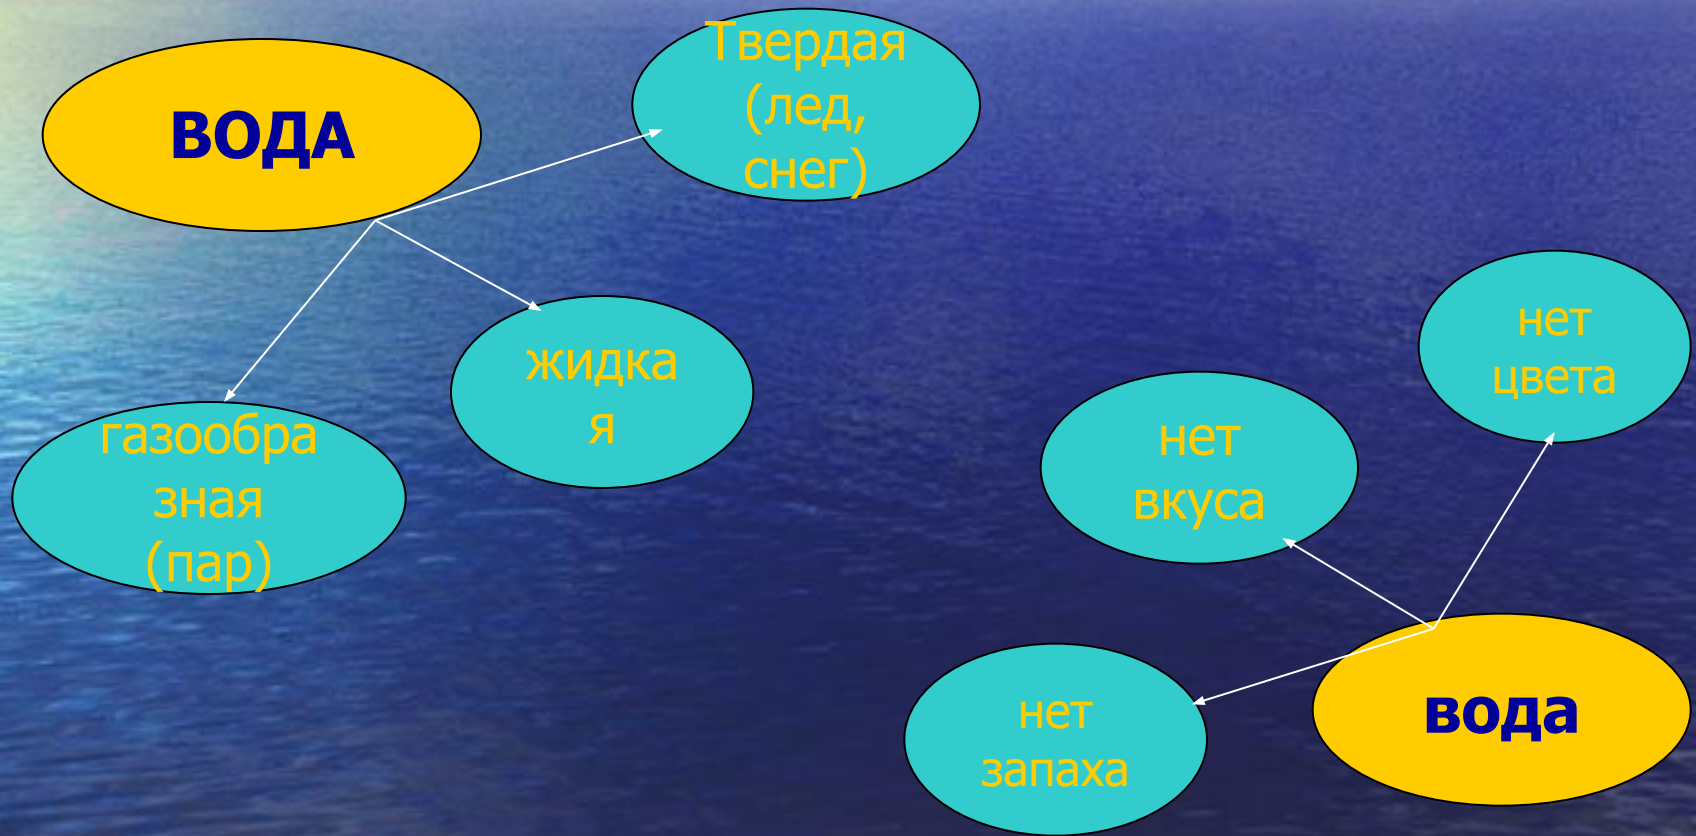 ВОДА
Твердая
(лед,
снег)
жидка
я
газообра
зная
(пар)
нет
цвета
нет
вкуса
нет
запаха
вода